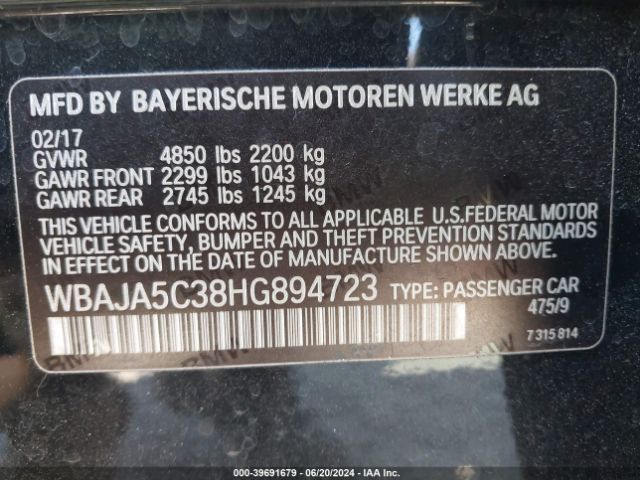 MFD BY BAYERISCHE MOTOREN WERKE AG
02/17
GVWR 4850 lbs 2200 kg
GAWR FRONT 2299 lbs 1043 kg
GAWR REAR 2745 lbs 1245 kg
THIS VEHICLE CONFORMS TO ALL APPLICABLE U.S.FEDERAL MOTOR
VEHICLE SAFETY, BUMPER AND THEFT PREVENTION STANDARDS
IN EFFECT ON THE DATE OF MANUFACTURE SHOWN ABOVE.
WBAJA5C38HG894723 TYPE: PASSENGER CAR
475/9
7 315 814
000-39691679 / 06/20/2024 - IAA Inc.